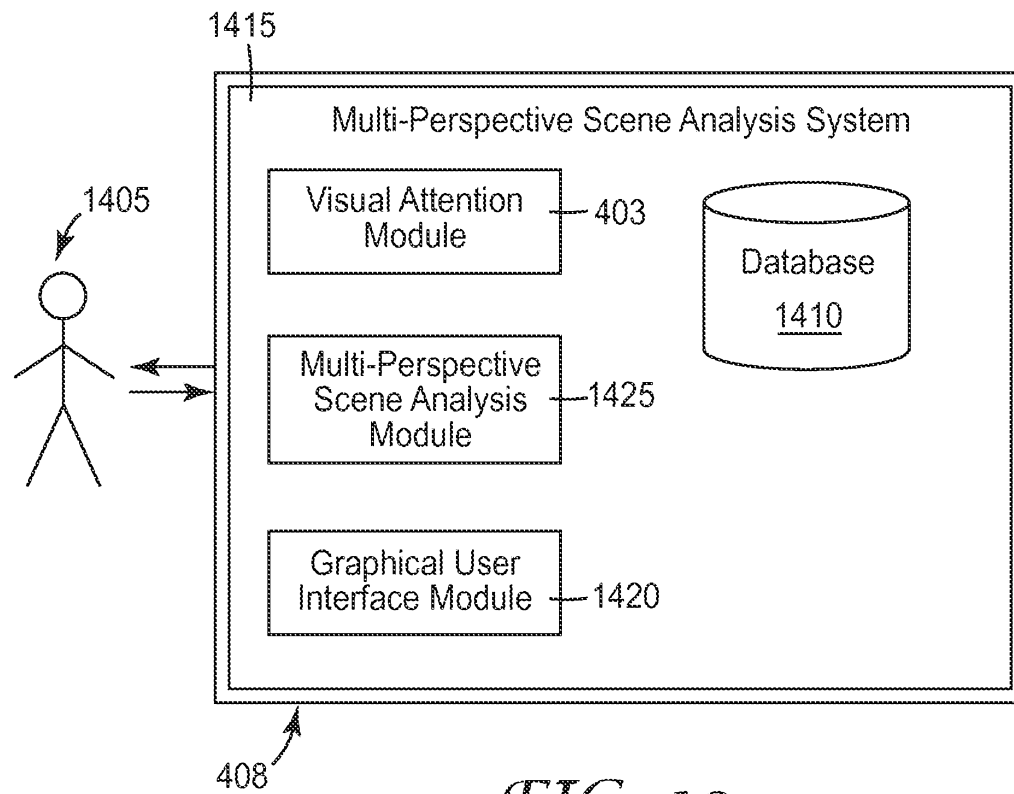 1415
Multi-Perspective Scene Analysis System
1405
Visual Attention
Module
403
Database
1410
Multi-Perspective
Scene Analysis
Module
1425
Graphical User
Interface Module
1420
408